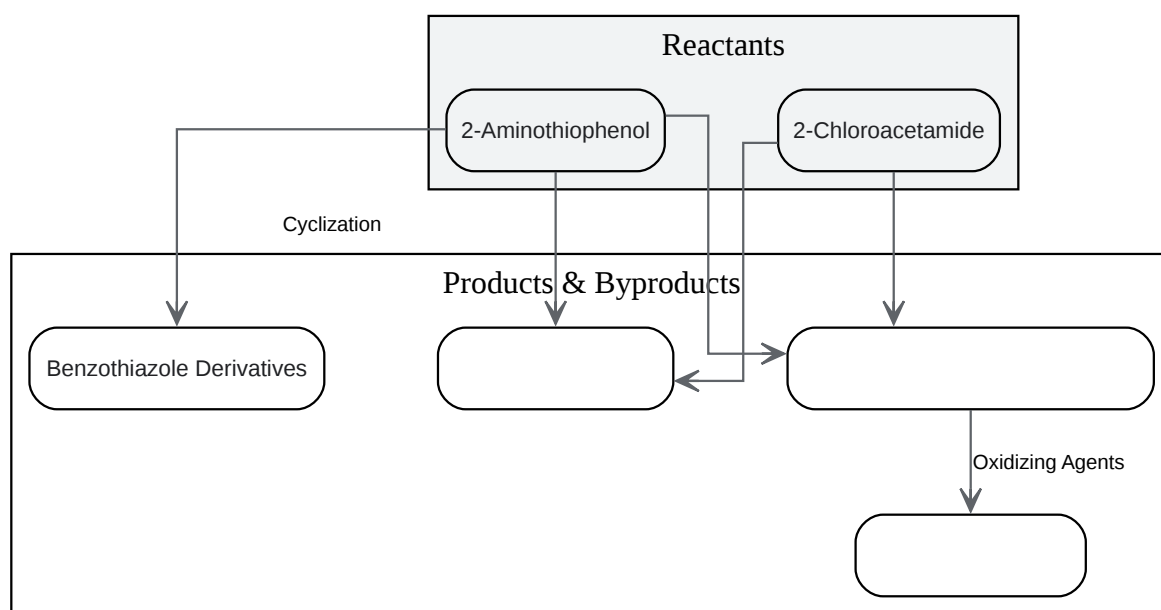 Reactants
2-Aminothiophenol
2-Chloroacetamide
Cyclization
Products & Byproducts
Benzothiazole Derivatives
Oxidizing Agents